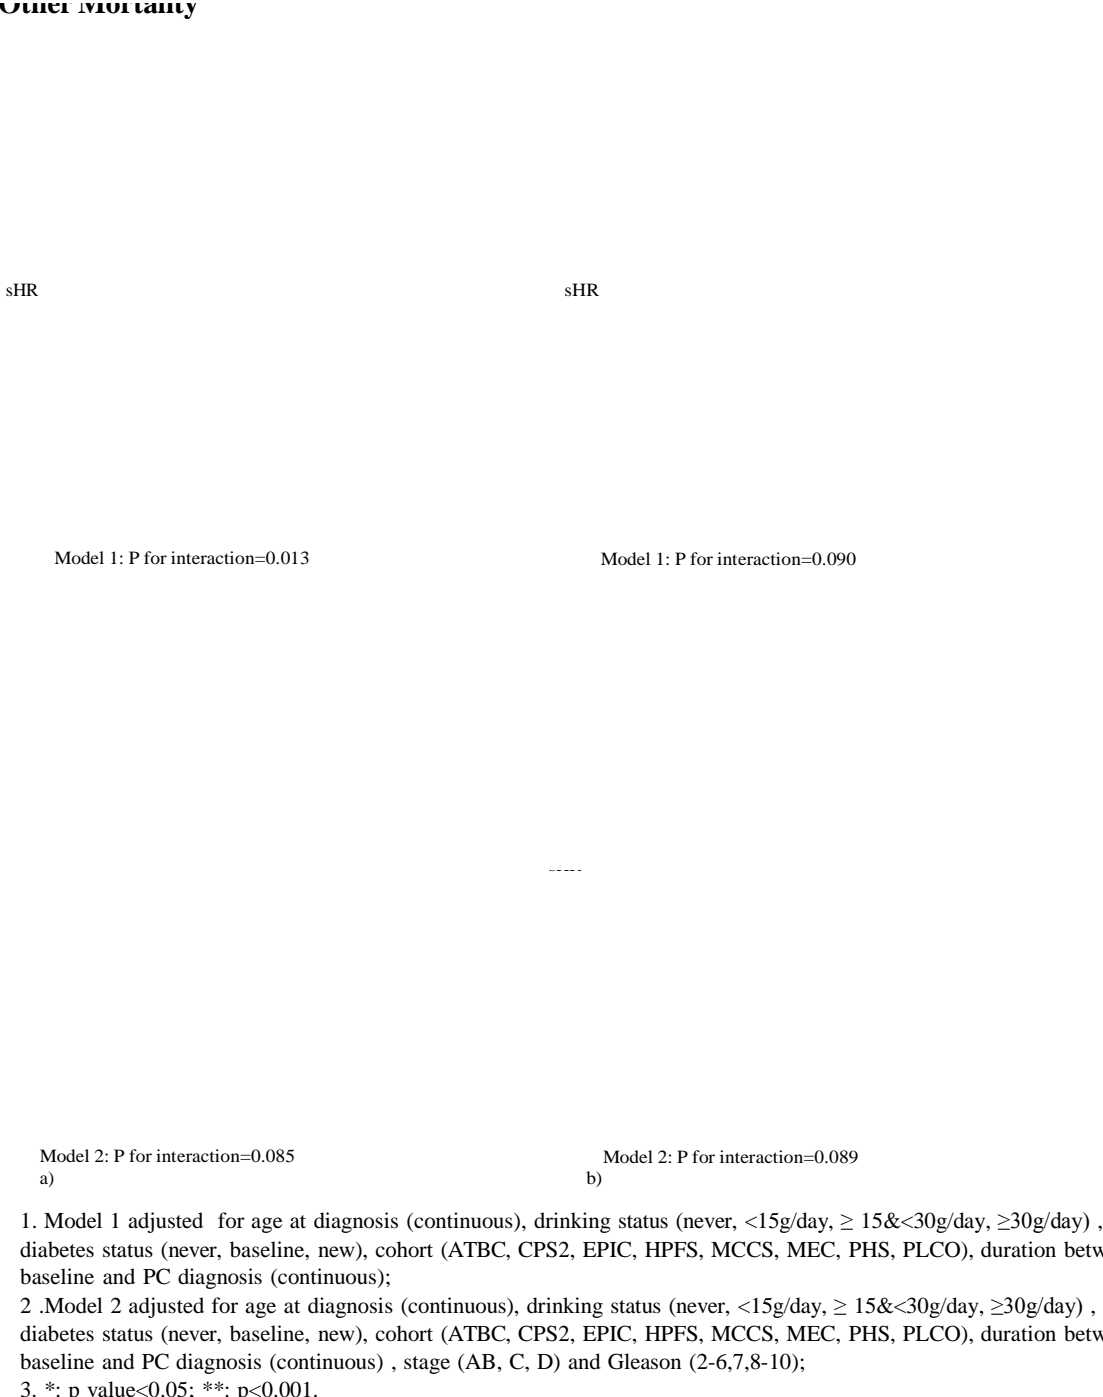 Other Mortality
sHR sHR
Model 1: P for interaction=0.013 Model 1: P for interaction=0.090
Model 2: P for interaction=0.085 Model 2: P for interaction=0.089
a) b)
1. Model 1 adjusted for age at diagnosis (continuous), drinking status (never, <15g/day, ≥ 15&<30g/day, ≥30g/day) ,
diabetes status (never, baseline, new), cohort (ATBC, CPS2, EPIC, HPFS, MCCS, MEC, PHS, PLCO), duration
baseline and PC diagnosis (continuous);
2 .Model 2 adjusted for age at diagnosis (continuous), drinking status (never, <15g/day, ≥ 15&<30g/day, ≥30g/day) ,
diabetes status (never, baseline, new), cohort (ATBC, CPS2, EPIC, HPFS, MCCS, MEC, PHS, PLCO), duration
baseline and PC diagnosis (continuous) , stage (AB, C, D) and Gleason (2-6,7,8-10);
3. *: p value<0.05; **: p<0.001.